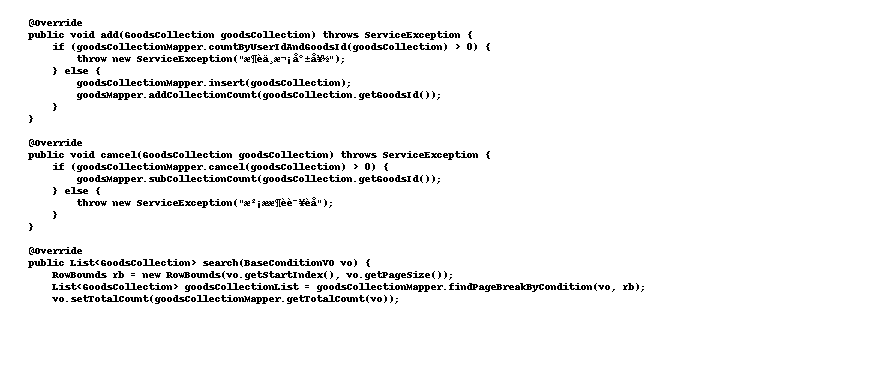 @Override
public void add(GoodsCollection goodsCollection) throws ServiceException {
if (goodsCollectionMapper.countByUserIdAndGoodsId(goodsCollection) > 0) {
throw new ServiceException("æ¶èä¸æ¬¡å°±å¥½");
} else {
goodsCollectionMapper.insert(goodsCollection);
goodsMapper.addCollectionCount(goodsCollection.getGoodsId());
}
}
@Override
public void cancel(GoodsCollection goodsCollection) throws ServiceException {
if (goodsCollectionMapper.cancel(goodsCollection) > 0) {
goodsMapper.subCollectionCount(goodsCollection.getGoodsId());
} else {
throw new ServiceException("æ²¡ææ¶èè¯¥èå");
}
}
@Override
public List<GoodsCollection> search(BaseConditionVO vo) {
RowBounds rb = new RowBounds(vo.getStartIndex(), vo.getPageSize());
List<GoodsCollection> goodsCollectionList = goodsCollectionMapper.findPageBreakByCondition(vo, rb);
vo.setTotalCount(goodsCollectionMapper.getTotalCount(vo));